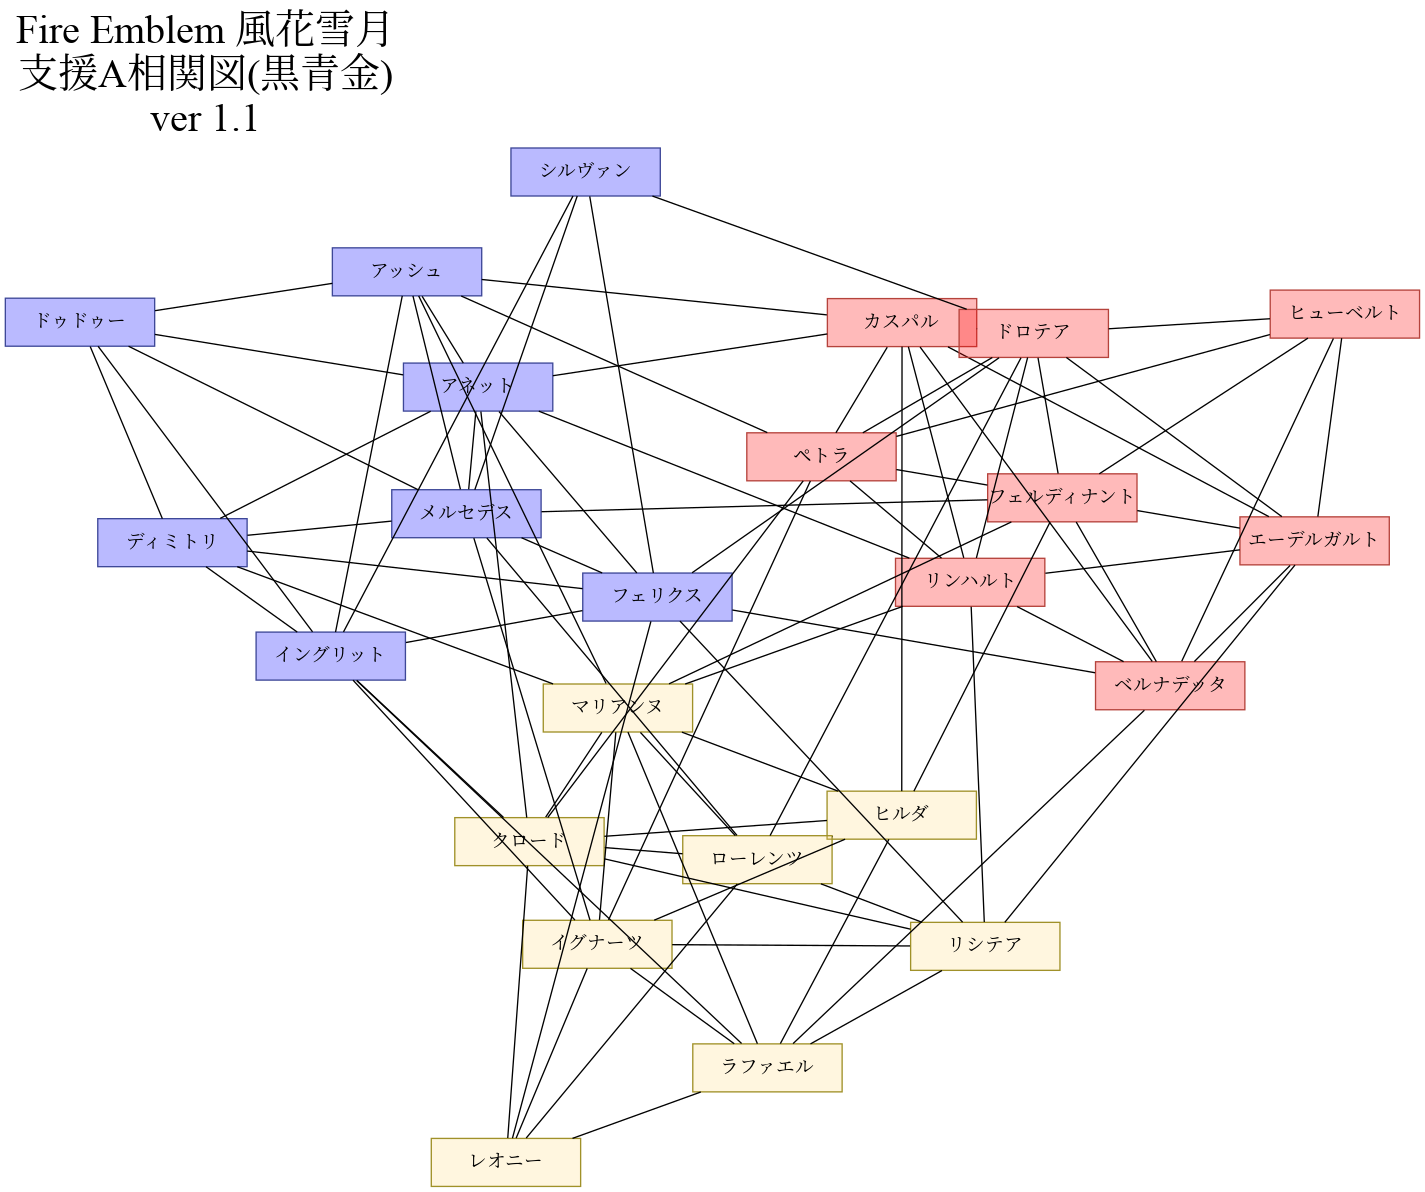 Fire Emblem 風花雪月
支援A相関図(黒青金)
ver 1.1
シルヴァン
アッシュ
ドゥドゥー
カスパル
ドロテア
ヒューベルト
アネット
ペトラ
メルセデス
フェルディナント
ディミトリ
エーデルガルト
フェリクス
リンハルト
イングリット
マリアンヌ
ベルナデッタ
クロード
ヒルダ
ローレンツ
イグナーツ
リシテア
ラファエル
レオニー